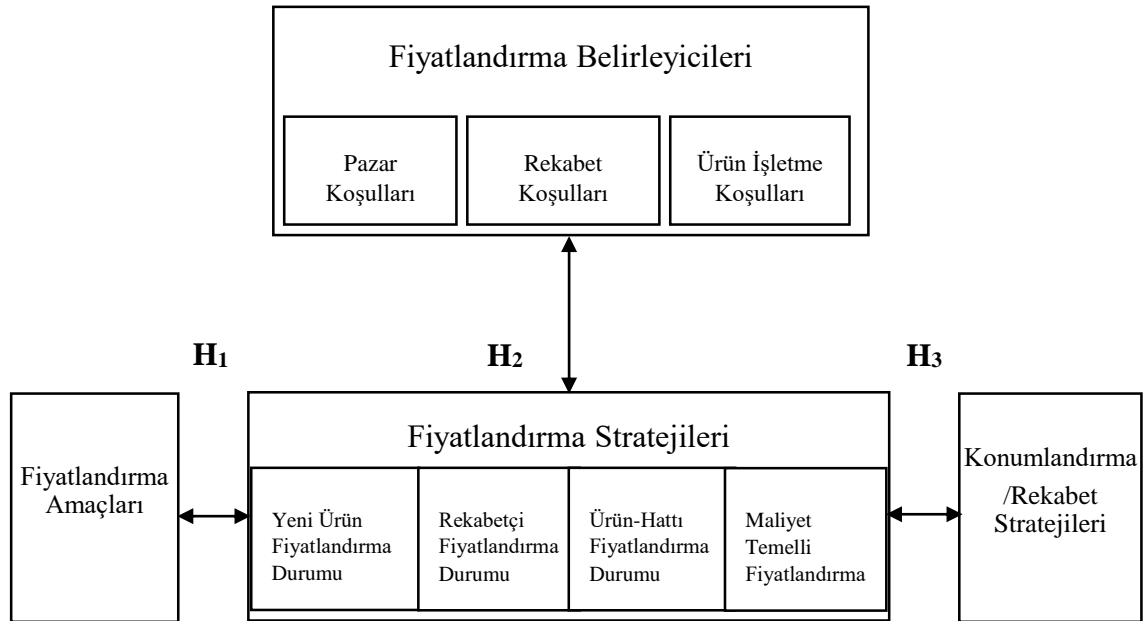 Fiyatlandırma Belirleyicileri
Pazar
Koşulları
Rekabet
Koşulları
Ürün İşletme
Koşulları
H1
H2
H3
Fiyatlandırma
Amaçları
Fiyatlandırma Stratejileri
Yeni Ürün
Fiyatlandırma
Durumu
Rekabetçi
Fiyatlandırma
Durumu
Ürün-Hattı
Fiyatlandırma
Durumu
Maliyet
Temelli
Fiyatlandırma
Konumlandırma
/Rekabet
Stratejileri